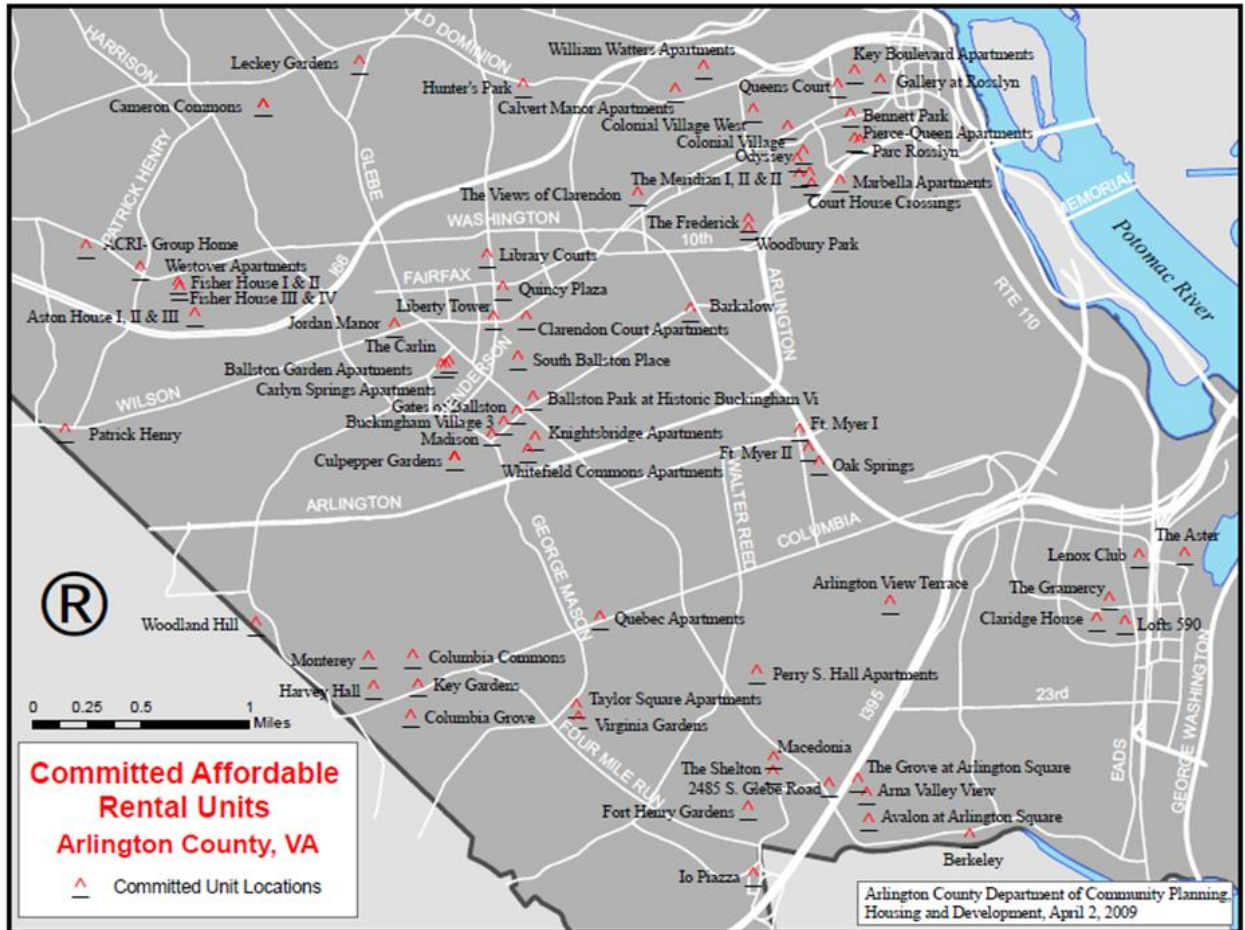 HARRISON
OLD DOMINION
William Watters Apartments
Key Boulevard Apartments
Leckey Gardens
Hunter's Park
Queens Court
Gallery at Rosslyn
Cameron Commons
Calvert Manor Apartments
Bennett Park
Colonial Village West
Pierce-Queen Apartments
Colonial Village
Parc Rosslyn
Odyssey
PATRICK HENRY
GLEBE
The Meridian I, II & II
Marbella Apartments
MEMORIAL
The Views of Clarendon
Court House Crossings
WASHINGTON
The Frederick
10th
Woodbury Park
Potomac River
ACRI- Group Home
Westover Apartments
I66
Library Courts
FAIRFAX
Fisher House I & II
Fisher House III & IV
Quincy Plaza
ARLINGTON
RTE 110
Aston House I, II & III
Liberty Tower
Barkalow
Jordan Manor
Clarendon Court Apartments
The Carlin
South Ballston Place
Ballston Garden Apartments
HENDERSON
Carlyn Springs Apartments
WILSON
Ballston Park at Historic Buckingham Vi
Gates of Ballston
Buckingham Village 3
Patrick Henry
Madison
Knightsbridge Apartments
Ft. Myer I
Culpepper Gardens
Ft. Myer II
Oak Springs
Whitefield Commons Apartments
WALTER REED
ARLINGTON
GEORGE MASON
COLUMBIA
The Aster
Lenox Club
Arlington View Terrace
The Gramercy
®
Woodland Hill
Quebec Apartments
Claridge House
Lofts 590
Monterey
Columbia Commons
Perry S. Hall Apartments
Harvey Hall
Key Gardens
Taylor Square Apartments
I395
23rd
GEORGE WASHINGTON
0 0.25 0.5 1
Miles
Columbia Grove
Virginia Gardens
FOUR MILE RUN
Macedonia
EADS
The Shelton
The Grove at Arlington Square
2485 S. Glebe Road
Arna Valley View
Fort Henry Gardens
Avalon at Arlington Square
Berkeley
Io Piazza
Committed Affordable
Rental Units
Arlington County, VA
Committed Unit Locations
Arlington County Department of Community Planning,
Housing and Development, April 2, 2009